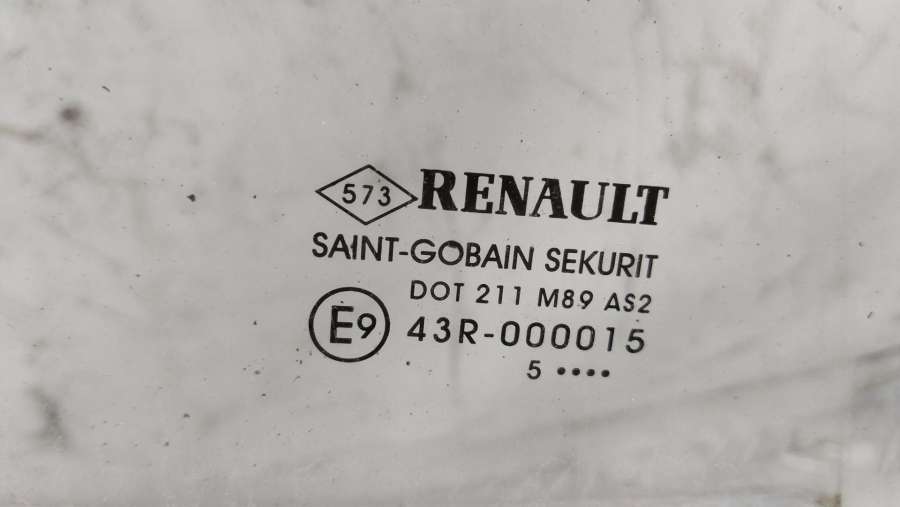 573 RENAULT
SAINT-GOBAIN SEKURIT
DOT 211 M89 AS2
E9 43R-000015
5 ••••